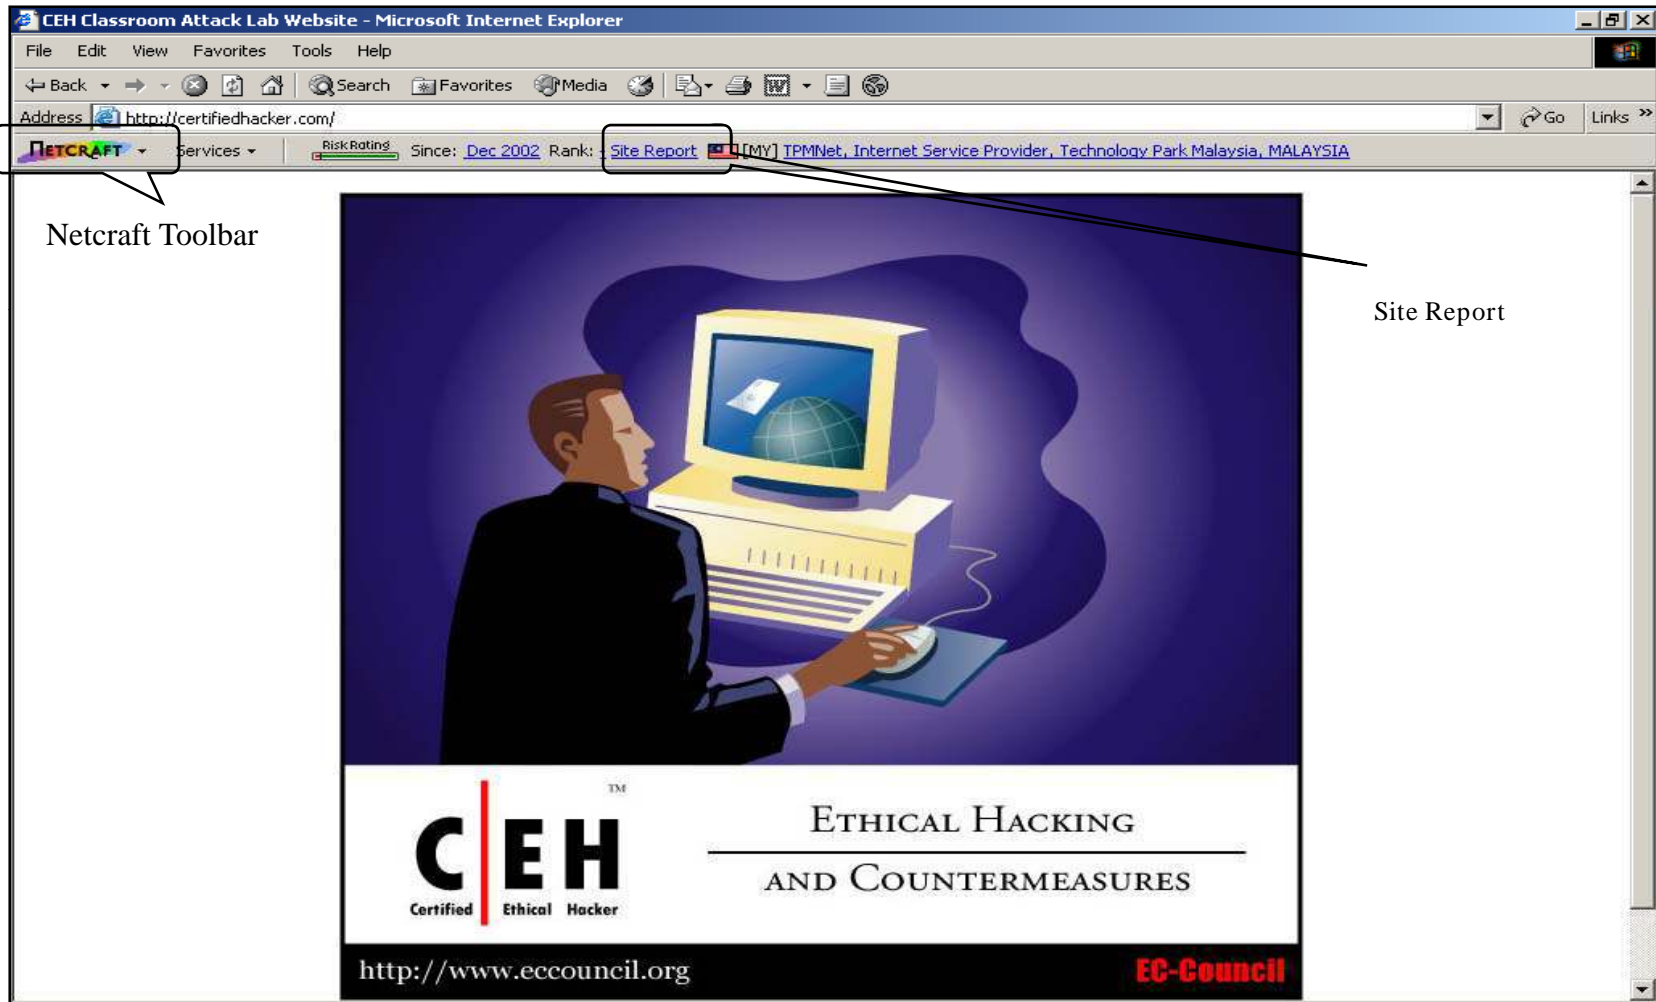 CEH Classroom Attack Lab Website - Microsoft Internet Explorer
File Edit View Favorites Tools Help
Back Search Favorites Media
Address http://certifiedhacker.com/ Go Links »
NETCRAFT Services Risk Rating Since: Dec 2002 Rank: - Site Report [MY] TPMNet, Internet Service Provider, Technology Park Malaysia, MALAYSIA
Netcraft Toolbar
Site Report
CEH TM
Certified Ethical Hacker
ETHICAL HACKING
AND COUNTERMEASURES
http://www.eccouncil.org EC-Council